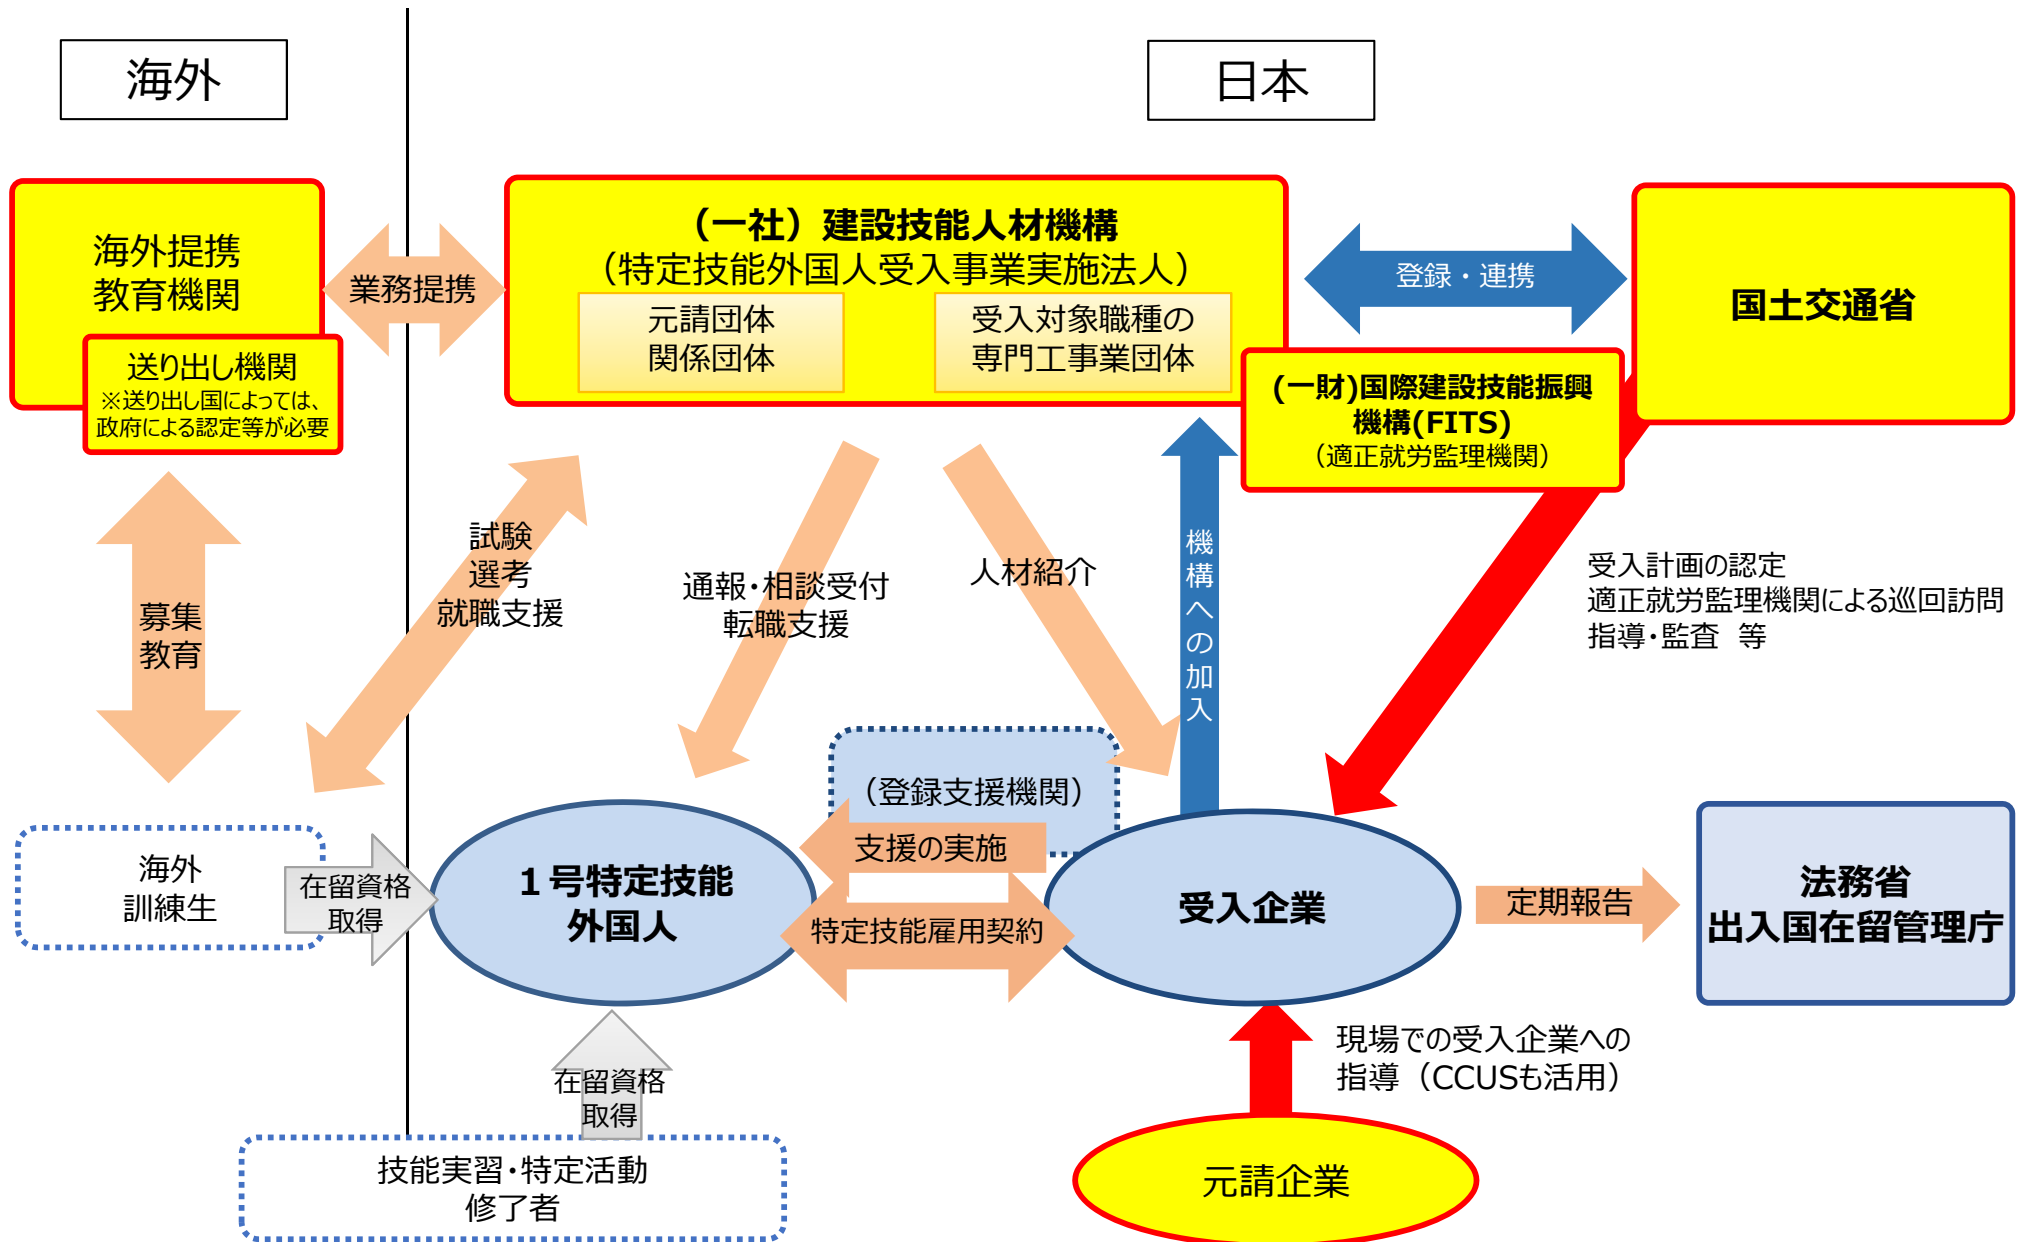 海外
日本
海外提携
教育機関
送り出し機関
※送り出し国によっては、
政府による認定等が必要
業務提携
（一社）建設技能人材機構
（特定技能外国人受入事業実施法人）
元請団体
関係団体
受入対象職種の
専門工事業団体
登録・連携
国土交通省
(一財)国際建設技能振興
機構(FITS)
（適正就労監理機関）
募集
教育
試験
選考
就職支援
通報・相談受付
転職支援
人材紹介
機構への加入
受入計画の認定
適正就労監理機関による巡回訪問
指導・監査　等
海外
訓練生
在留資格
取得
１号特定技能
外国人
（登録支援機関）
支援の実施
特定技能雇用契約
受入企業
定期報告
法務省
出入国在留管理庁
在留資格
取得
技能実習・特定活動
修了者
現場での受入企業への
指導（CCUSも活用）
元請企業